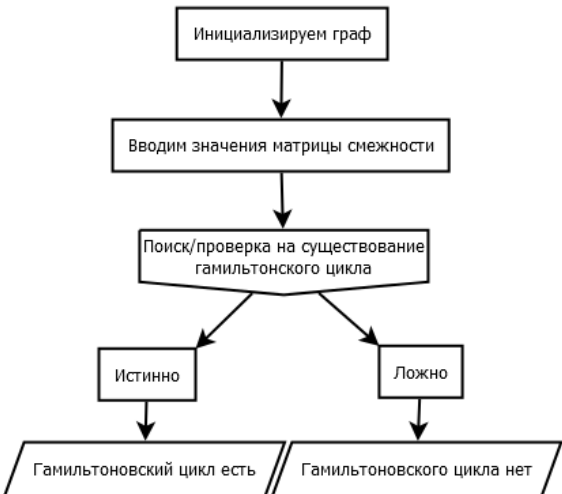 Инициализируем граф
Вводим значения матрицы смежности
Поиск/проверка на существование
гамильтонского цикла
Истинно
Ложно
Гамильтоновский цикл есть
Гамильтоновского цикла нет